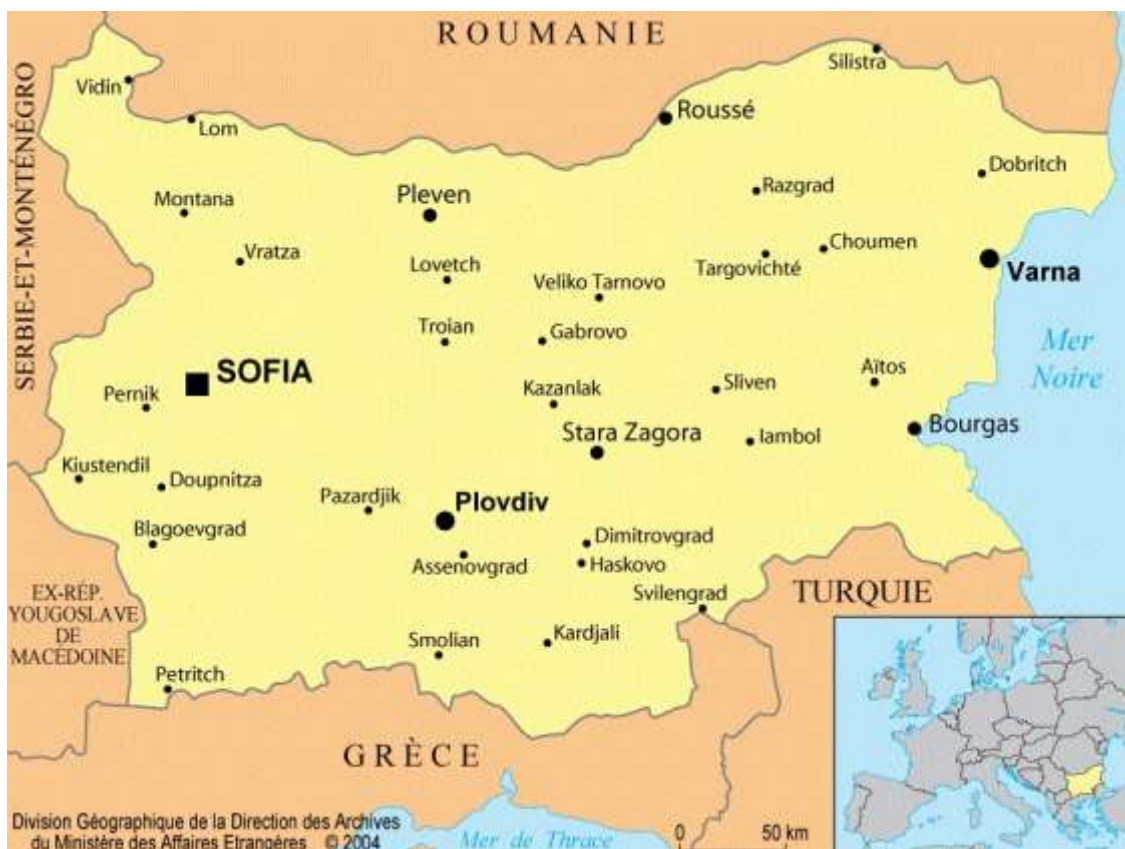 ROUMANIE
Silistra
Vidin
Roussé
Lom
SERBIE-ET-MONTÉNÉGRO
Dobritch
Razgrad
Montana
Pleven
Choumen
Vratza
Lovetch
Targovichté
Varna
Veliko Tarnovo
Troian
Gabrovo
Mer
Noire
SOFIA
Aïtos
Pernik
Kazanlak
Sliven
Bourgas
Stara Zagora
Iambol
Kiustendil
Doupnitza
Pazardjik
Plovdiv
Blagoevgrad
Dimitrovgrad
Assenovgrad
Haskovo
EX-RÉP.
YOUGOSLAVE
DE
MACÉDOINE
Svilengrad
TURQUIE
Smolian
Kardjali
Petritch
GRÈCE
Division Géographique de la Direction des Archives
du Ministère des Affaires Etrangères © 2004
Mer de Thrace
0 50 km